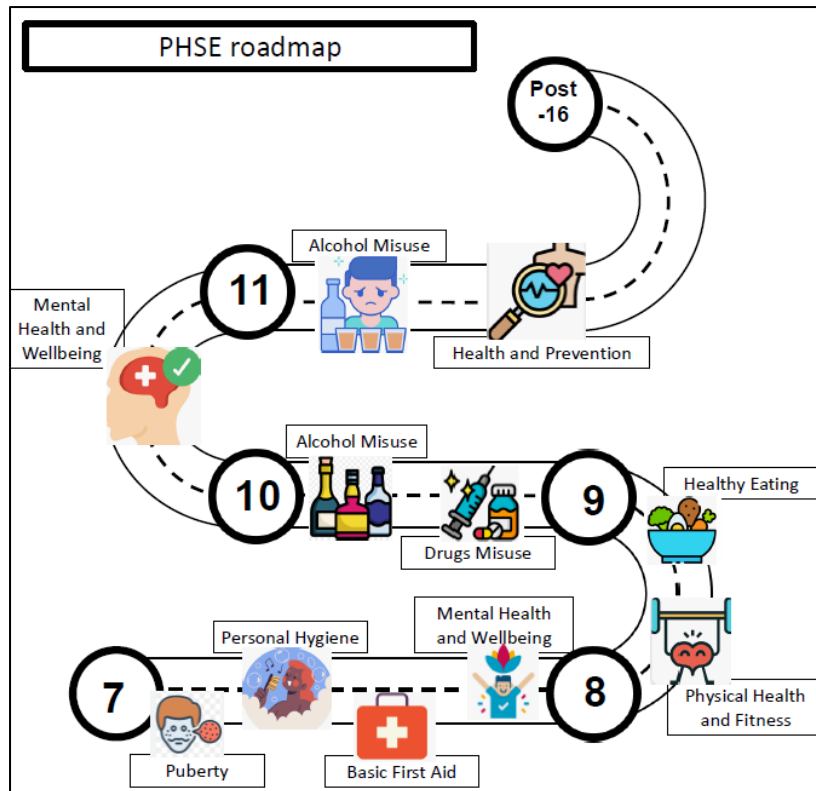 PHSE roadmap
Post
-16
Alcohol Misuse
11
Mental
Health and
Wellbeing
Health and Prevention
Alcohol Misuse
10
9
Healthy Eating
Drugs Misuse
Mental Health
and Wellbeing
Personal Hygiene
7
8
Physical Health
and Fitness
Puberty
Basic First Aid